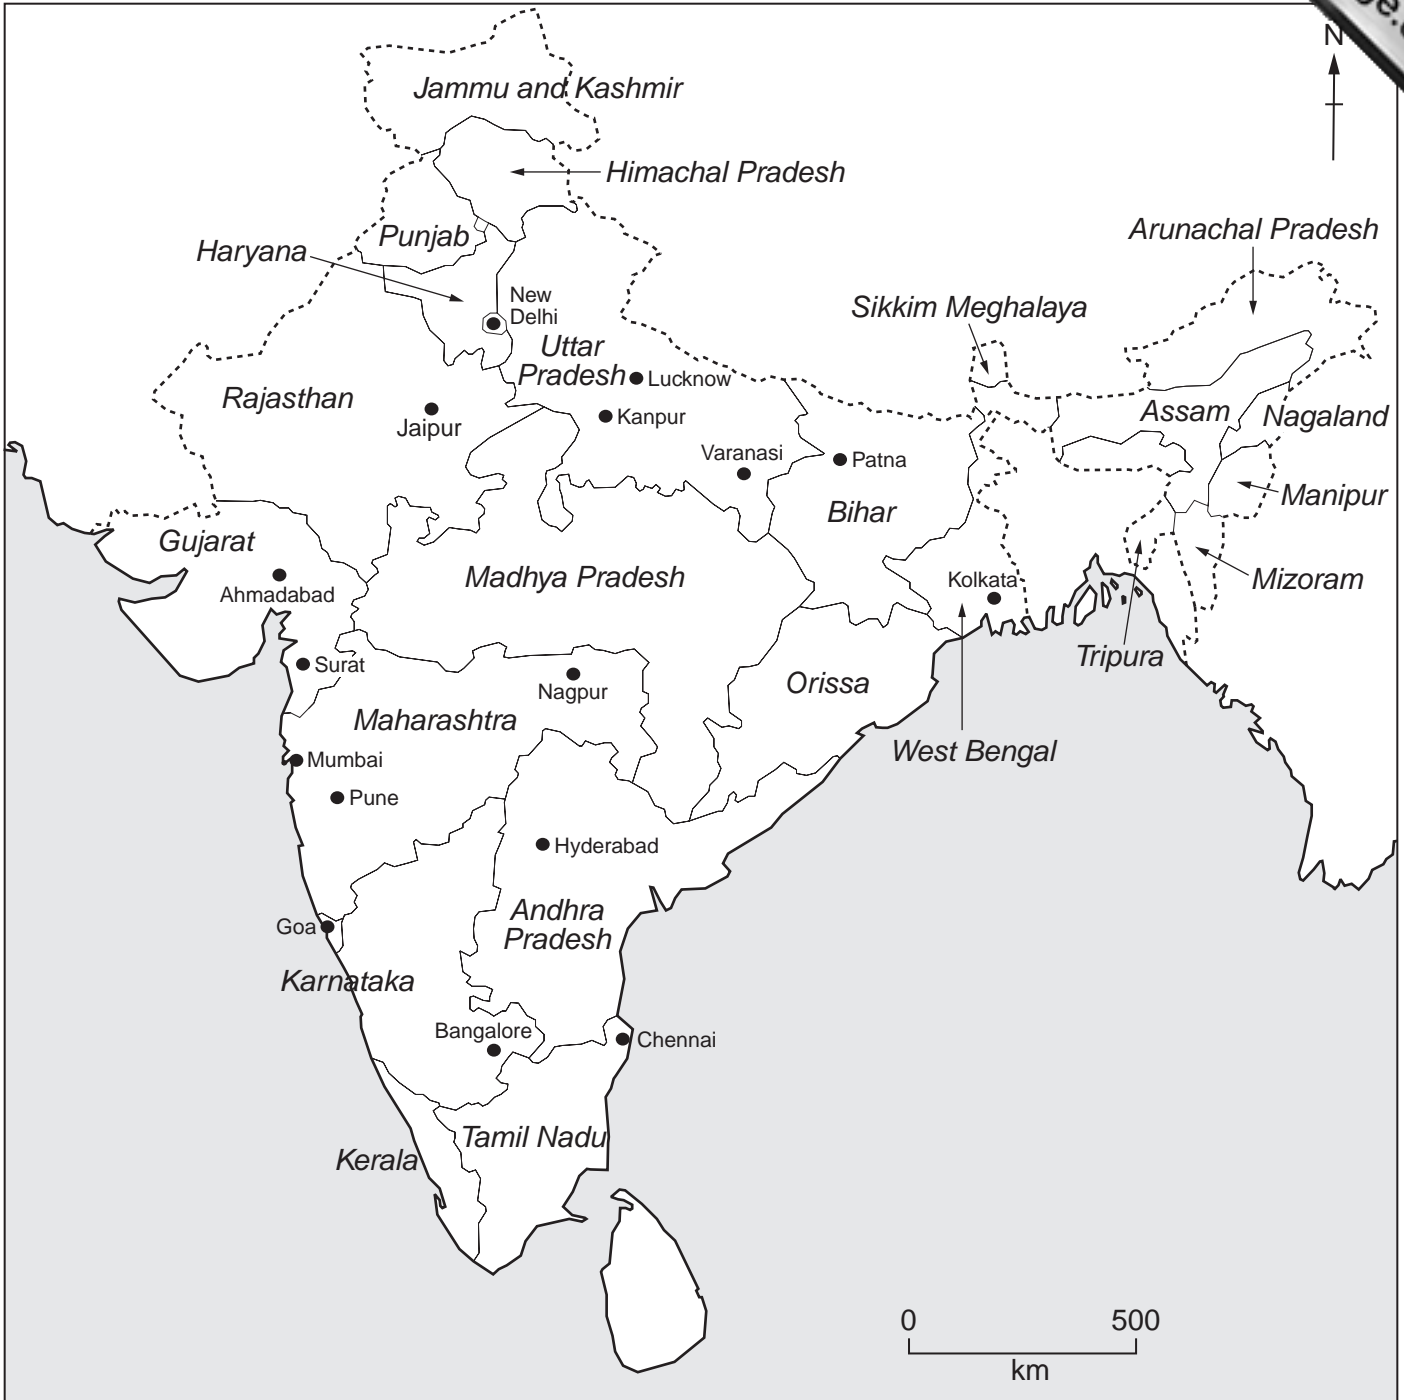 N
Jammu and Kashmir
Himachal Pradesh
Arunachal Pradesh
Punjab
Haryana
New
Delhi
Sikkim Meghalaya
Uttar
Pradesh
Lucknow
Rajasthan
Jaipur
Kanpur
Assam
Nagaland
Varanasi
Patna
Manipur
Bihar
Gujarat
Ahmadabad
Madhya Pradesh
Kolkata
Mizoram
Tripura
Surat
Nagpur
Orissa
Maharashtra
West Bengal
Mumbai
Pune
Hyderabad
Andhra
Pradesh
Goa
Karnataka
Bangalore
Chennai
Tamil Nadu
Kerala
0 500
km